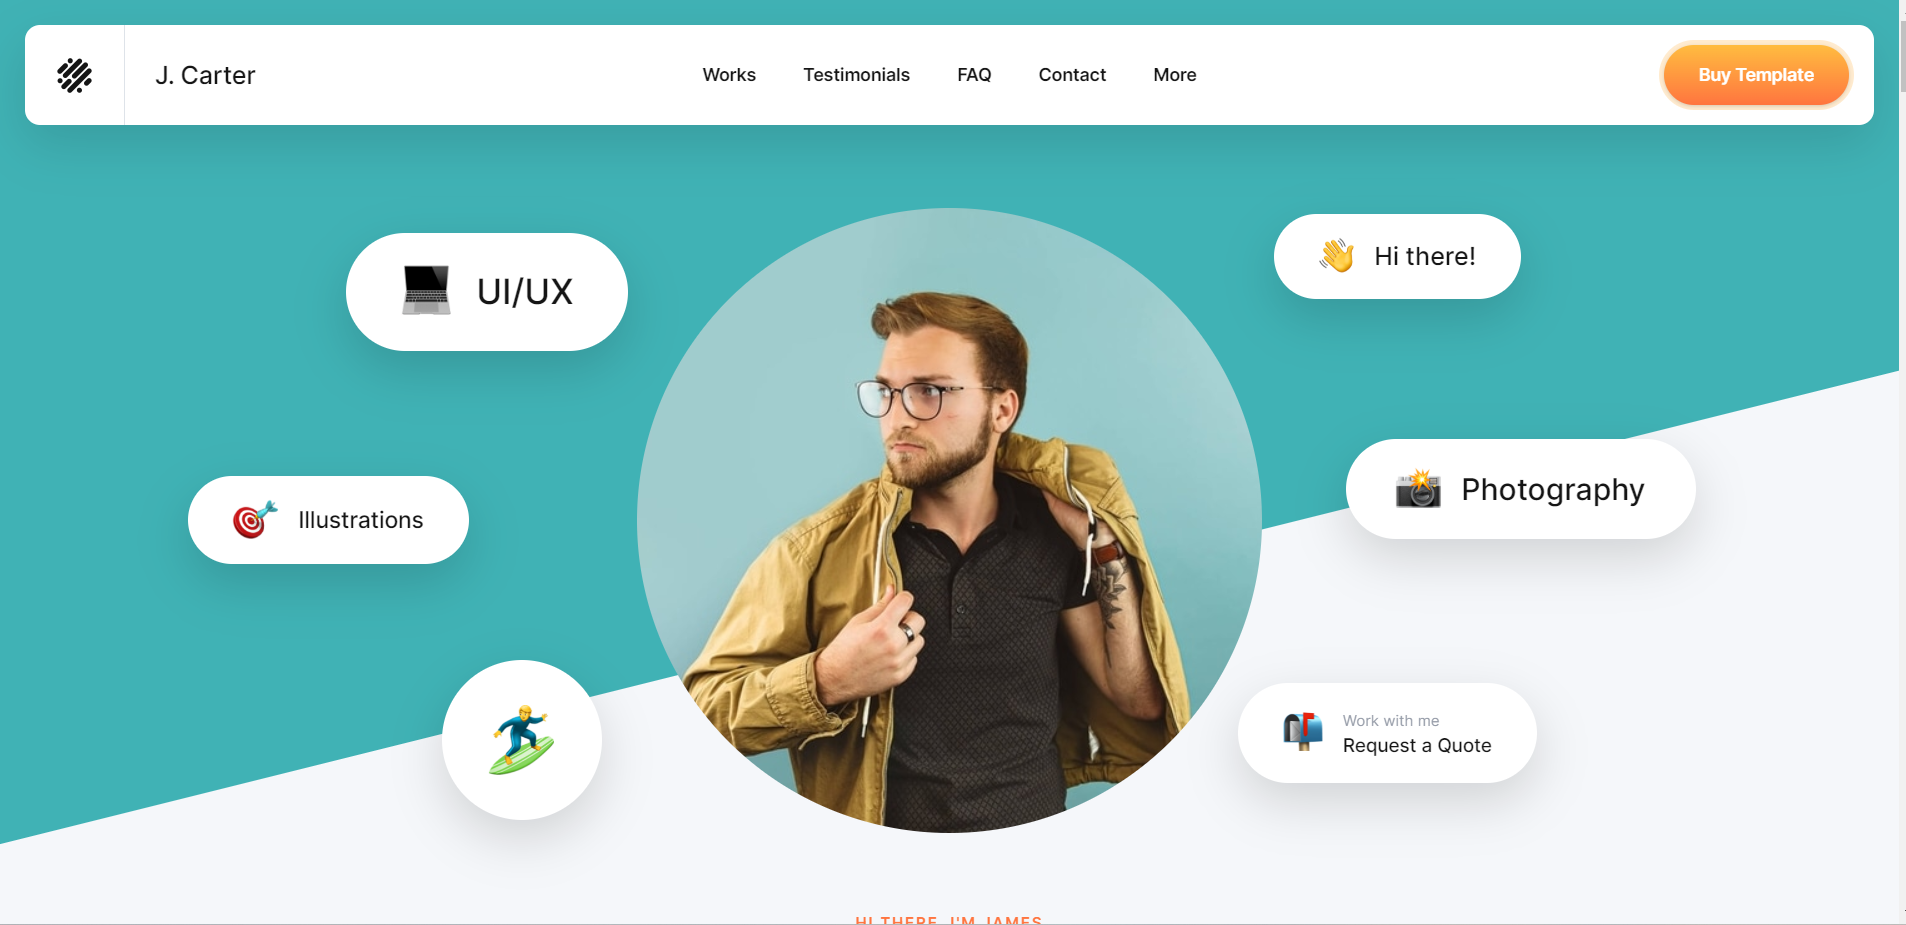 J. Carter
Works
Testimonials
FAQ
Contact
More
Buy Template
UI/UX
Hi there!
Illustrations
Photography
Work with me
Request a Quote
HI THERE, I'M JAMES